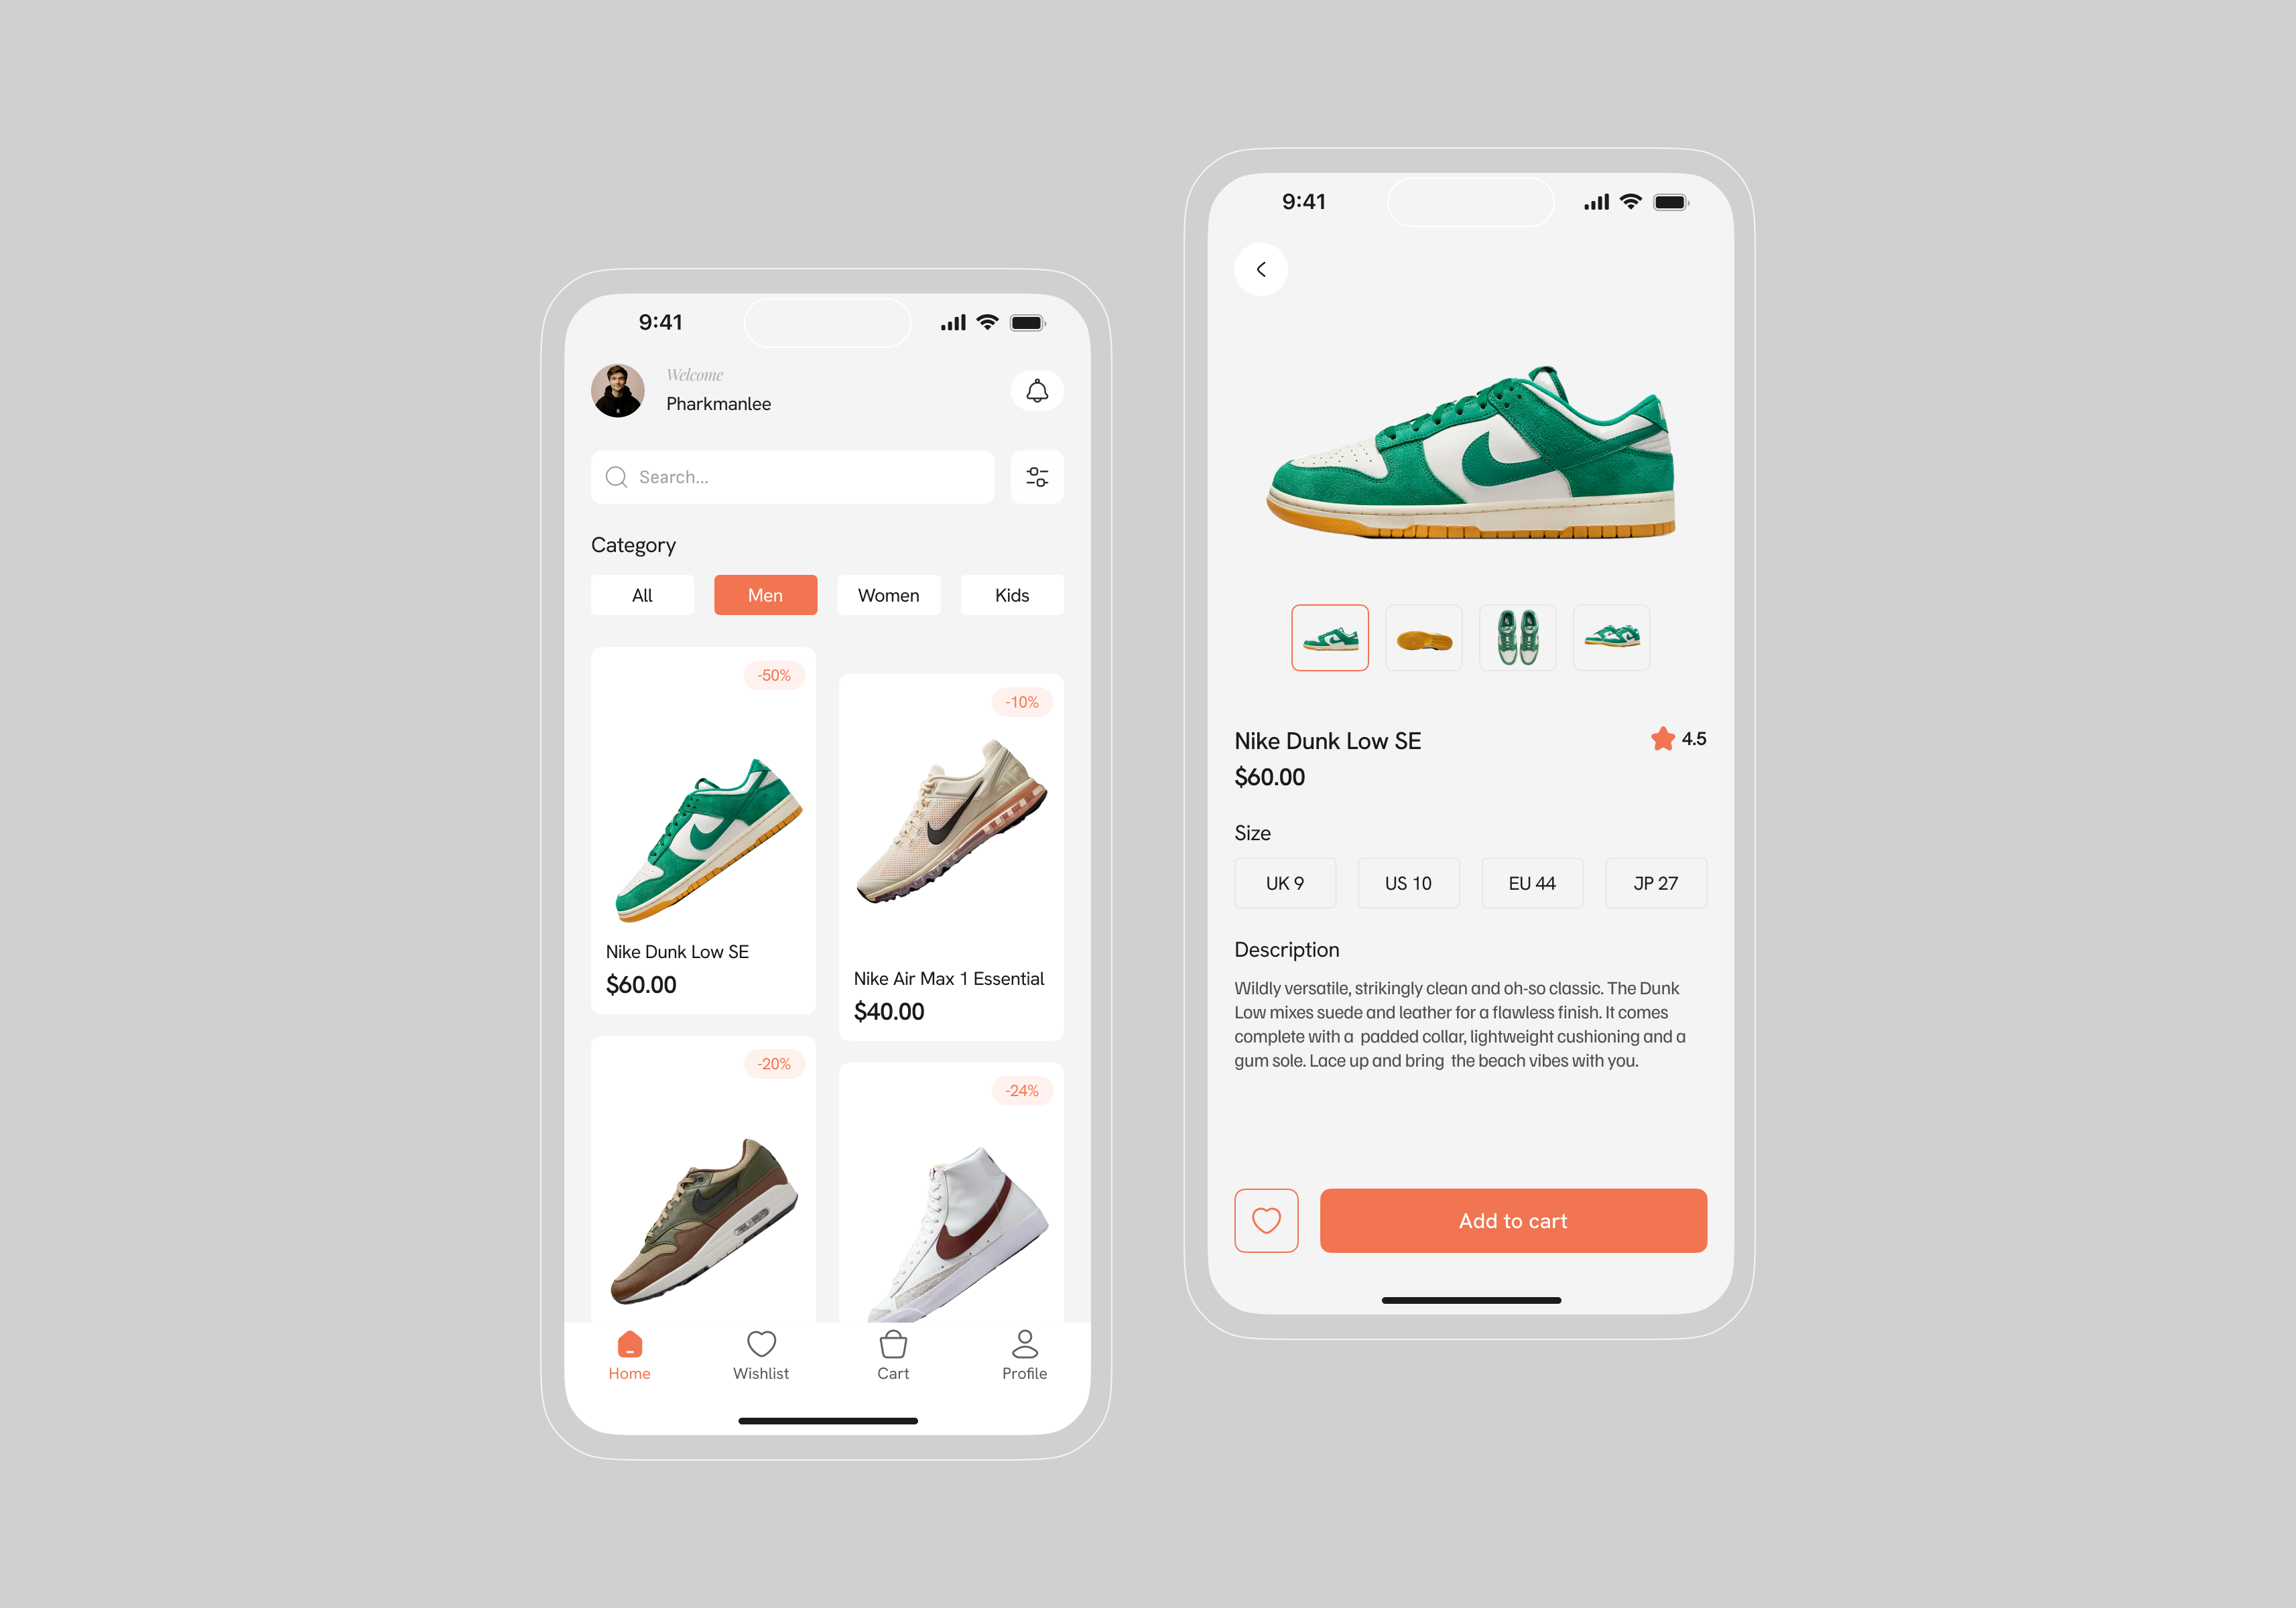 9:41
Welcome
Pharkmanlee
Search...
Category
All
Men
Women
Kids
-50%
Nike Dunk Low SE
$60.00
-10%
Nike Air Max 1 Essential
$40.00
-20%
-24%
Home
Wishlist
Cart
Profile
9:41
Nike Dunk Low SE
4.5
$60.00
Size
UK 9
US 10
EU 44
JP 27
Description
Wildly versatile, strikingly clean and oh-so classic. The Dunk
Low mixes suede and leather for a flawless finish. It comes
complete with a  padded collar, lightweight cushioning and a
gum sole. Lace up and bring  the beach vibes with you.
Add to cart